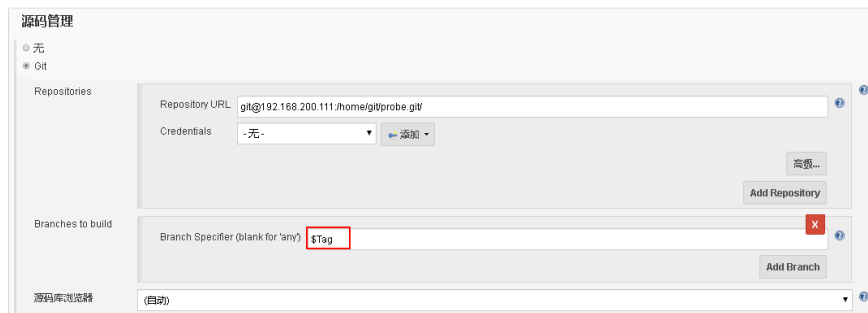 源码管理
无
Git
Repositories
Repository URL git@192.168.200.111:/home/git/probe.git/
Credentials -无- 添加
高级...
Add Repository
Branches to build
X
Branch Specifier (blank for 'any') $Tag
Add Branch
源码库浏览器 (自动)